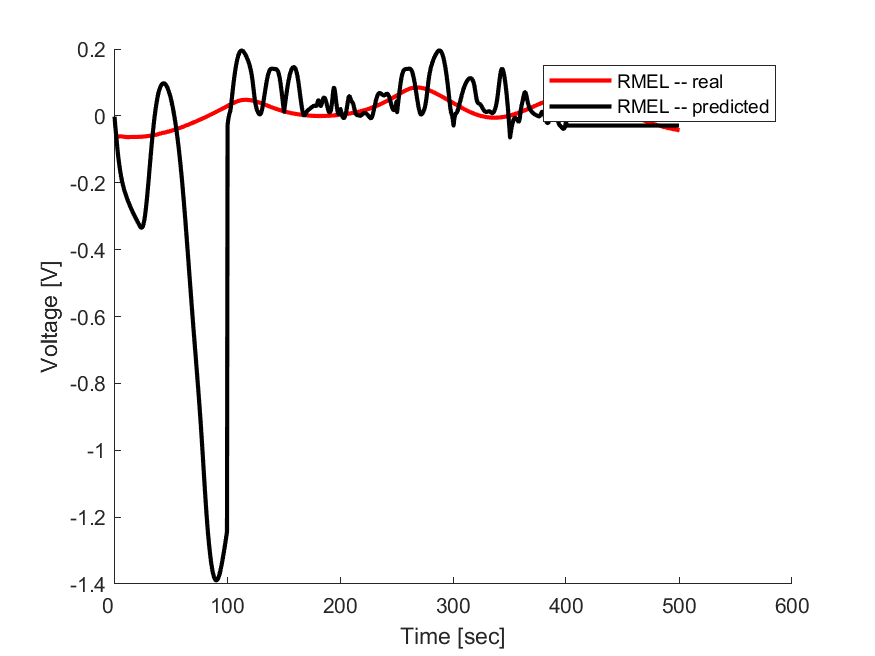 0.2
0
-0.2
-0.4
-0.6
-0.8
-1
-1.2
-1.4
Voltage [V]
RMEL -- real
RMEL -- predicted
0 100 200 300 400 500 600
Time [sec]